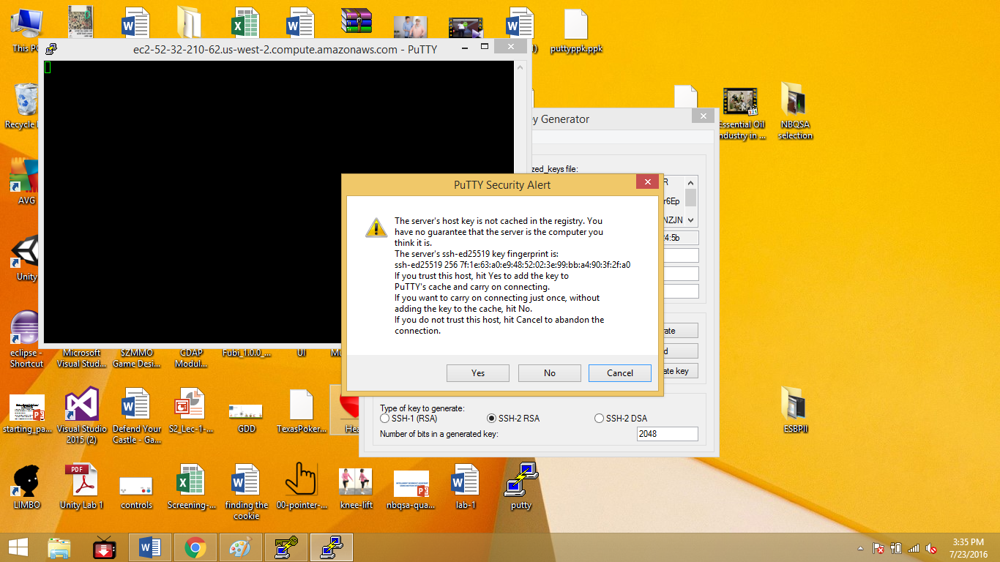 This PC
puttyppk.ppk
ec2-52-32-210-62.us-west-2.compute.amazonaws.com - PuTTY
Recycle
Essential Oil
industry in ...
NBQSA
selection
y Generator
zed_keys file:
R
r6Ep
NZJN
4:5b
AVG
Unity
PuTTY Security Alert
The server's host key is not cached in the registry. You
have no guarantee that the server is the computer you
think it is.
The server's ssh-ed25519 key fingerprint is:
ssh-ed25519 256 7f:1e:63:a0:e9:48:52:02:3e:99:bb:a4:90:3f:2f:a0
If you trust this host, hit Yes to add the key to
PuTTY's cache and carry on connecting.
If you want to carry on connecting just once, without
adding the key to the cache, hit No.
If you do not trust this host, hit Cancel to abandon the
connection.
Yes
No
Cancel
rate
d
ate key
eclipse -
Shortcut
Microsoft
Visual Stud...
SZMMO
Game Desi...
CDAP
Modul...
Fubi_1.0.0_...
UI
Type of key to generate:
SSH-1 (RSA)
SSH-2 RSA
SSH-2 DSA
Number of bits in a generated key:
2048
starting_pa...
Visual Studio
2015 (2)
Defend Your
Castle - Ga...
S2_Lec-1-...
GDD
TexasPoker...
Hea
ESBPII
LIMBO
PDF
Unity Lab 1
controls
Screening-...
finding the
cookie
00-pointer-...
knee-lift
nbqsa-qua...
lab-1
putty
3:35 PM
7/23/2016